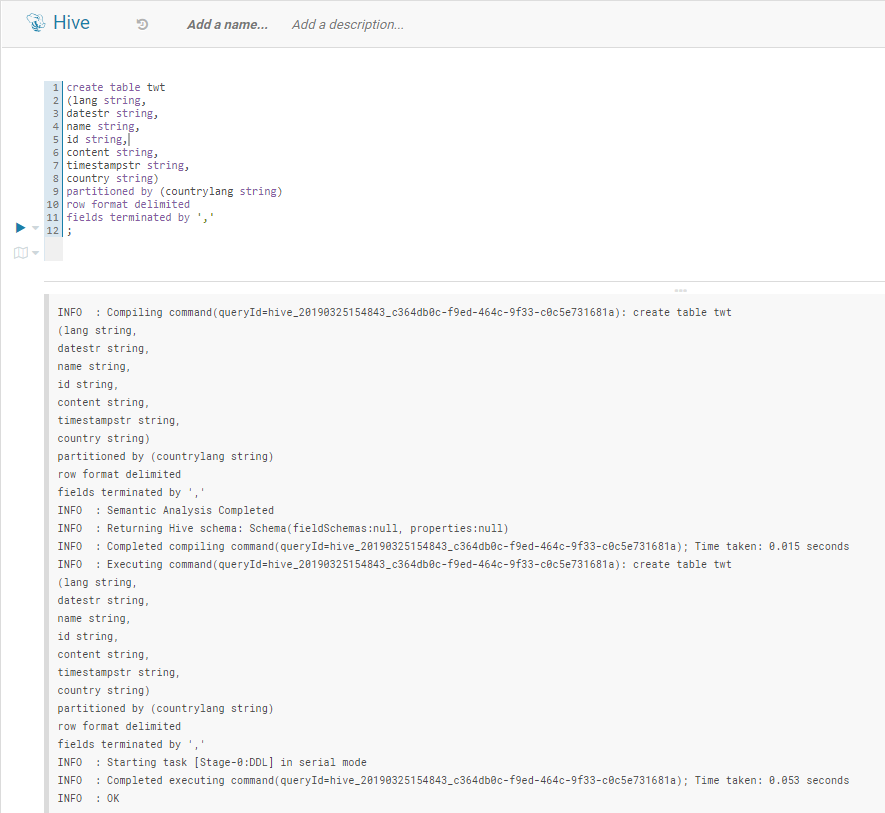 Hive Add a name... Add a description...
1 create table twt
2 (lang string,
3 datestr string,
4 name string,
5 id string,
6 content string,
7 timestampstr string,
8 country string)
9 partitioned by (countrylang string)
10 row format delimited
11 fields terminated by ','
12 ;
INFO : Compiling command(queryId=hive_20190325154843_c364db0c-f9ed-464c-9f33-c0c5e731681a): create table twt
(lang string,
datestr string,
name string,
id string,
content string,
timestampstr string,
country string)
partitioned by (countrylang string)
row format delimited
fields terminated by ','
INFO : Semantic Analysis Completed
INFO : Returning Hive schema: Schema(fieldSchemas:null, properties:null)
INFO : Completed compiling command(queryId=hive_20190325154843_c364db0c-f9ed-464c-9f33-c0c5e731681a); Time taken: 0.015 seconds
INFO : Executing command(queryId=hive_20190325154843_c364db0c-f9ed-464c-9f33-c0c5e731681a): create table twt
(lang string,
datestr string,
name string,
id string,
content string,
timestampstr string,
country string)
partitioned by (countrylang string)
row format delimited
fields terminated by ','
INFO : Starting task [Stage-0:DDL] in serial mode
INFO : Completed executing command(queryId=hive_20190325154843_c364db0c-f9ed-464c-9f33-c0c5e731681a); Time taken: 0.053 seconds
INFO : OK